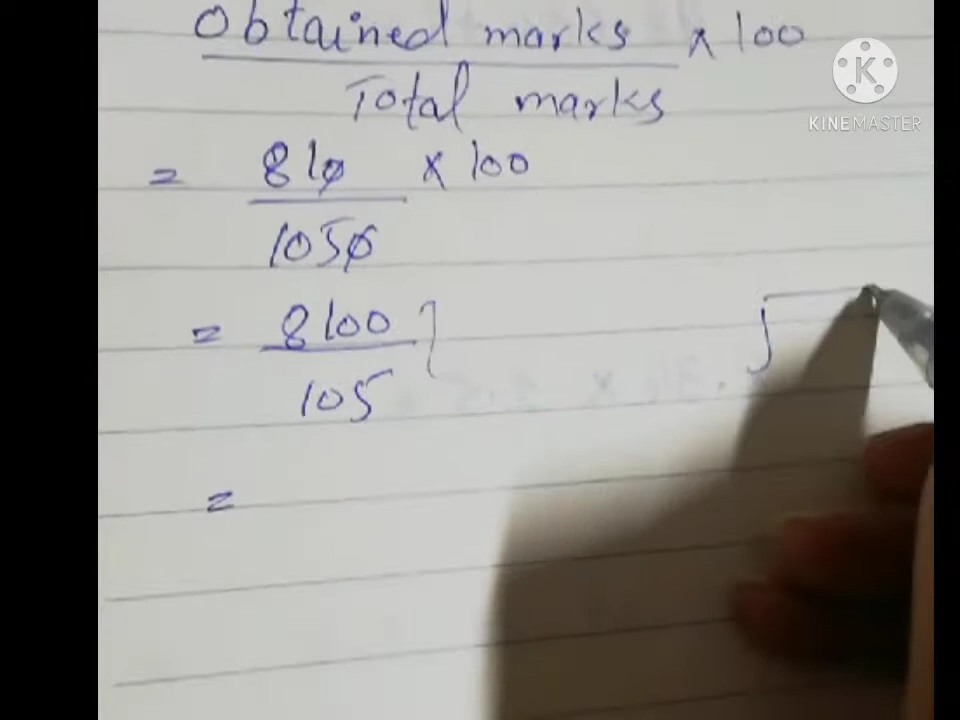 Obtained marks × 100
Total marks
= 810 × 100
1050
= 8100
105
=
K
KINEMASTER